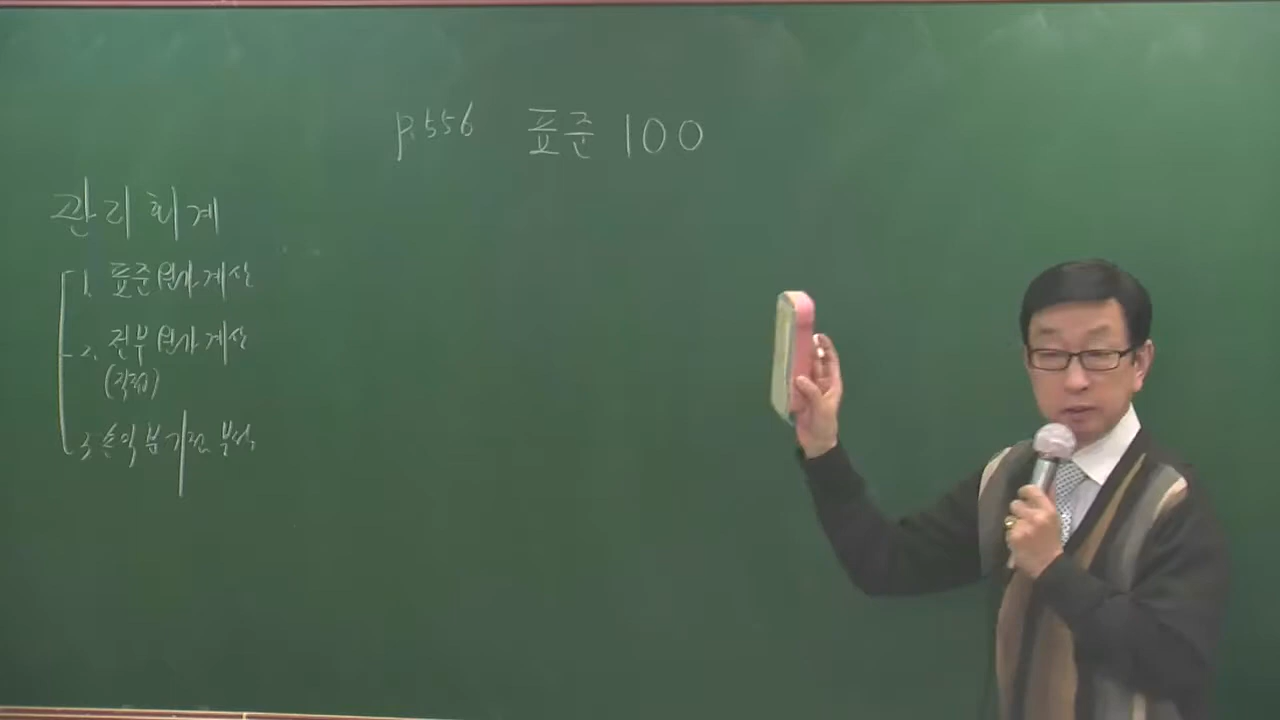 p.556 표준 100
관리회계
1. 표준원가계산
2. 전부원가계산
(직접)
3. 손익분기점 분석